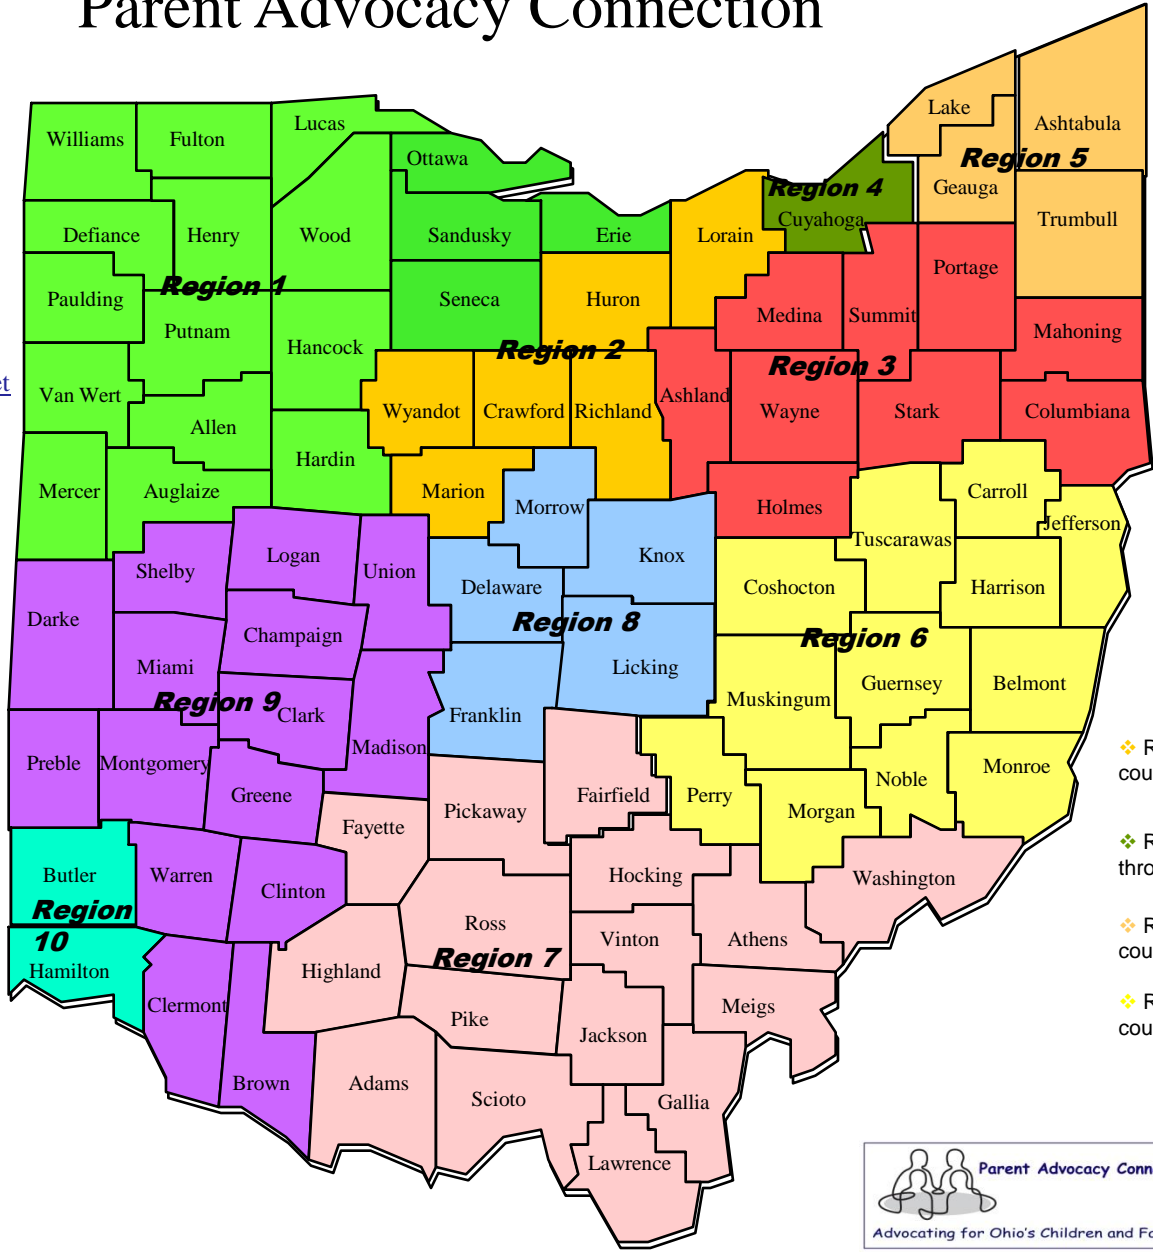 Parent Advocacy Connection
Lake
Ashtabula
Williams
Fulton
Lucas
Ottawa
Region 5
Geauga
Region 4
Cuyahoga
Trumbull
Defiance
Henry
Wood
Sandusky
Erie
Lorain
Portage
Region 1
Paulding
Seneca
Huron
Medina
Summit
Putnam
Hancock
Mahoning
Region 2
Region 3
et
Van Wert
Wyandot
Crawford
Richland
Ashland
Wayne
Stark
Columbiana
Allen
Hardin
Mercer
Auglaize
Marion
Morrow
Holmes
Carroll
Jefferson
Tuscarawas
Logan
Union
Knox
Shelby
Delaware
Coshocton
Harrison
Darke
Champaign
Region 8
Region 6
Miami
Licking
Guernsey
Belmont
Muskingum
Region 9
Clark
Franklin
Madison
Preble
Montgomery
Noble
Monroe
Greene
Fairfield
Perry
Pickaway
Morgan
Fayette
❖ R
cou
❖ R
thro
Butler
Warren
Clinton
Hocking
Washington
Region
10
Ross
Vinton
Athens
❖ R
cou
Region 7
Hamilton
Highland
Clermont
Pike
Jackson
Meigs
❖ R
cou
Brown
Adams
Scioto
Gallia
Lawrence
Parent Advocacy Conn
Advocating for Ohio's Children and Fa